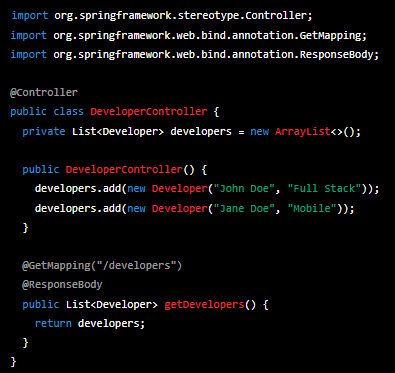 import org.springframework.stereotype.Controller;
import org.springframework.web.bind.annotation.GetMapping;
import org.springframework.web.bind.annotation.ResponseBody;
@Controller
public class DeveloperController {
private List<Developer> developers = new ArrayList<>();
public DeveloperController() {
developers.add(new Developer("John Doe", "Full Stack"));
developers.add(new Developer("Jane Doe", "Mobile"));
}
@GetMapping("/developers")
@ResponseBody
public List<Developer> getDevelopers() {
return developers;
}
}